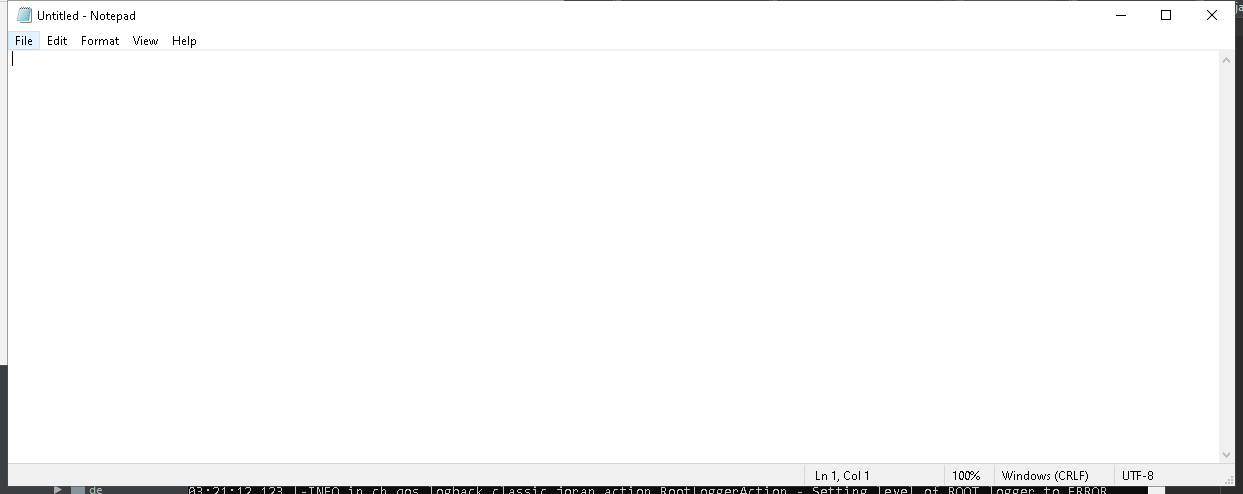 Untitled - Notepad
File Edit Format View Help
Ln 1, Col 1 100% Windows (CRLF) UTF-8
de 03:21:12,123 |-INFO in ch.qos.logback.classic.joran.action.RootLoggerAction - Setting level of ROOT logger to ERROR